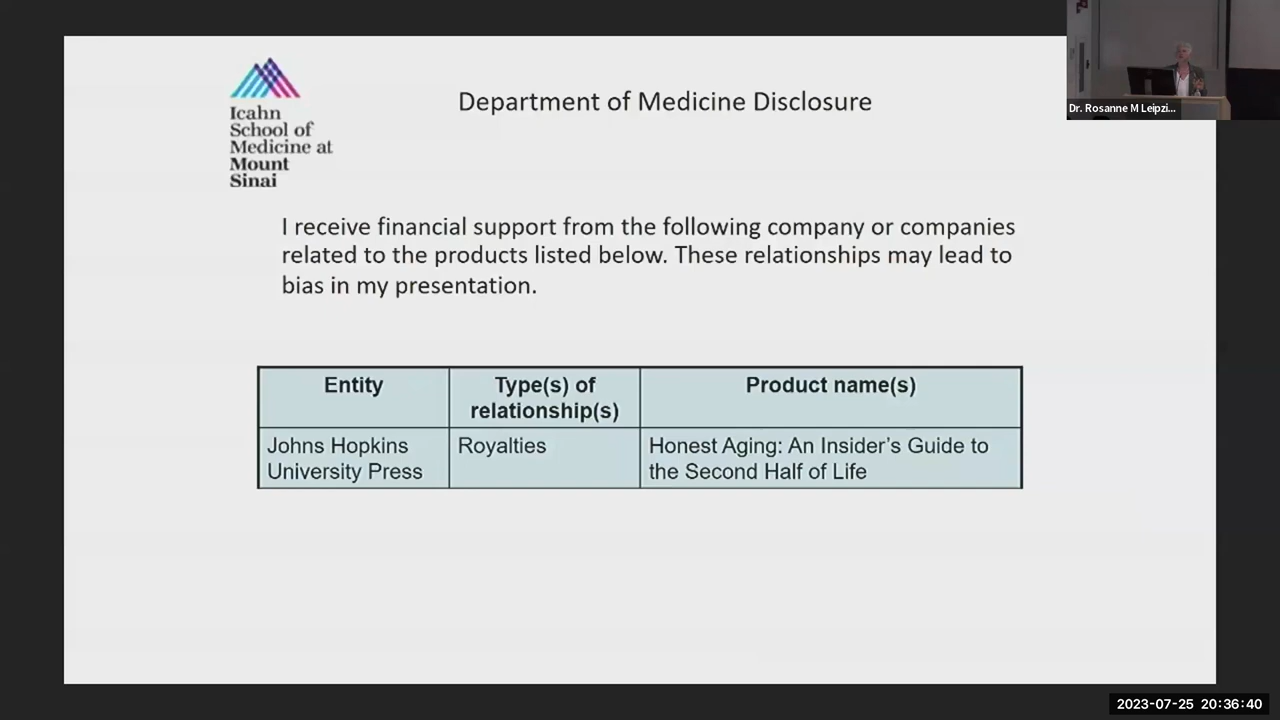 Icahn
School of
Medicine at
Mount
Sinai
Department of Medicine Disclosure
Dr. Rosanne M Leipzi...
I receive financial support from the following company or companies
related to the products listed below. These relationships may lead to
bias in my presentation.
Entity
Type(s) of
relationship(s)
Product name(s)
Johns Hopkins
University Press
Royalties
Honest Aging: An Insider’s Guide to
the Second Half of Life
2023-07-25 20:36:40